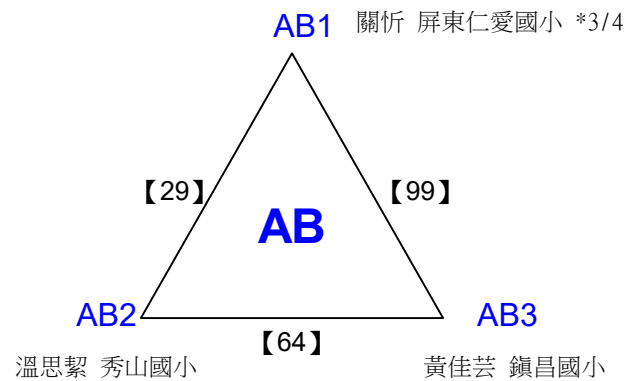 AB1 關忻 屏東仁愛國小 *3/4
【29】 【99】
AB
AB2 AB3
【64】
溫思絜 秀山國小 黃佳芸 鎭昌國小